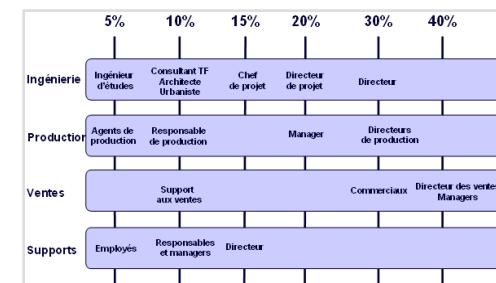 5% 10% 15% 20% 30% 40%
Ingénierie
Ingénieur
d'études
Consultant TF
Architecte
Urbaniste
Chef
de projet
Directeur
de projet
Directeur
Production
Agents de
production
Responsable
de production
Manager
Directeurs
de production
Ventes
Support
aux ventes
Commerciaux
Directeur des ventes
Managers
Supports
Employés
Responsables
et managers
Directeur